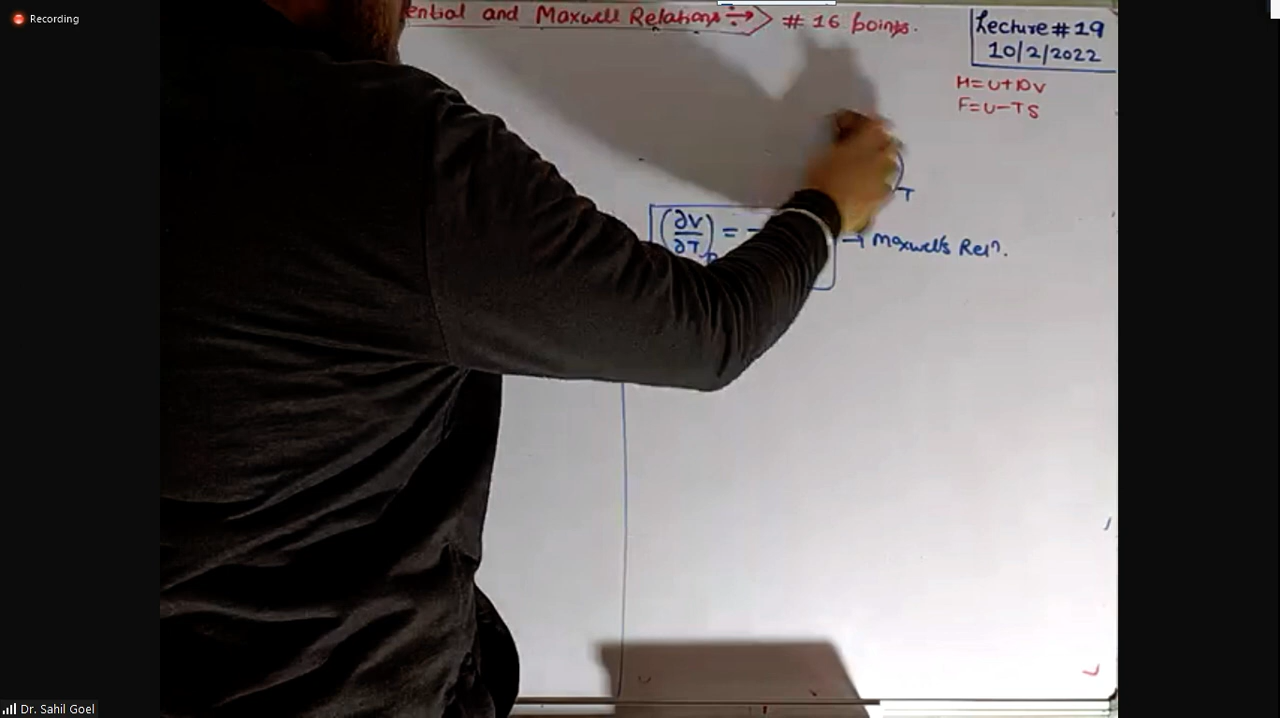 Recording
ential and Maxwell Relations ⇒ # 16 points.
Lecture # 19
10/2/2022
H=U+PV
F=U-TS
T
(∂V/∂T)p = - → Maxwell's Relⁿ.
Dr. Sahil Goel